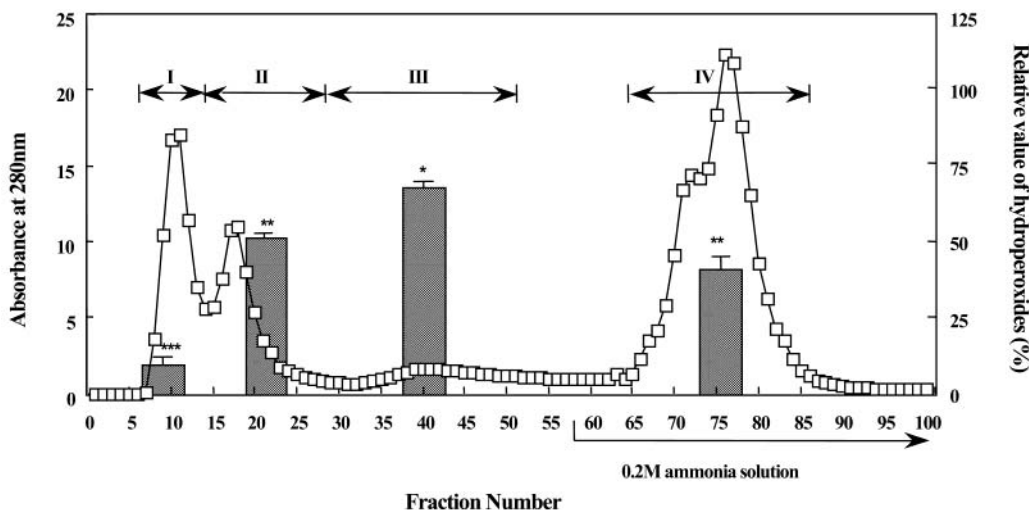 25
20
15
10
5
0
Absorbance at 280nm
I
II
III
IV
***
**
*
**
125
100
75
50
25
0
Relative value of hydroperoxides (%)
0 5 10 15 20 25 30 35 40 45 50 55 60 65 70 75 80 85 90 95 100
0.2M ammonia solution
Fraction Number